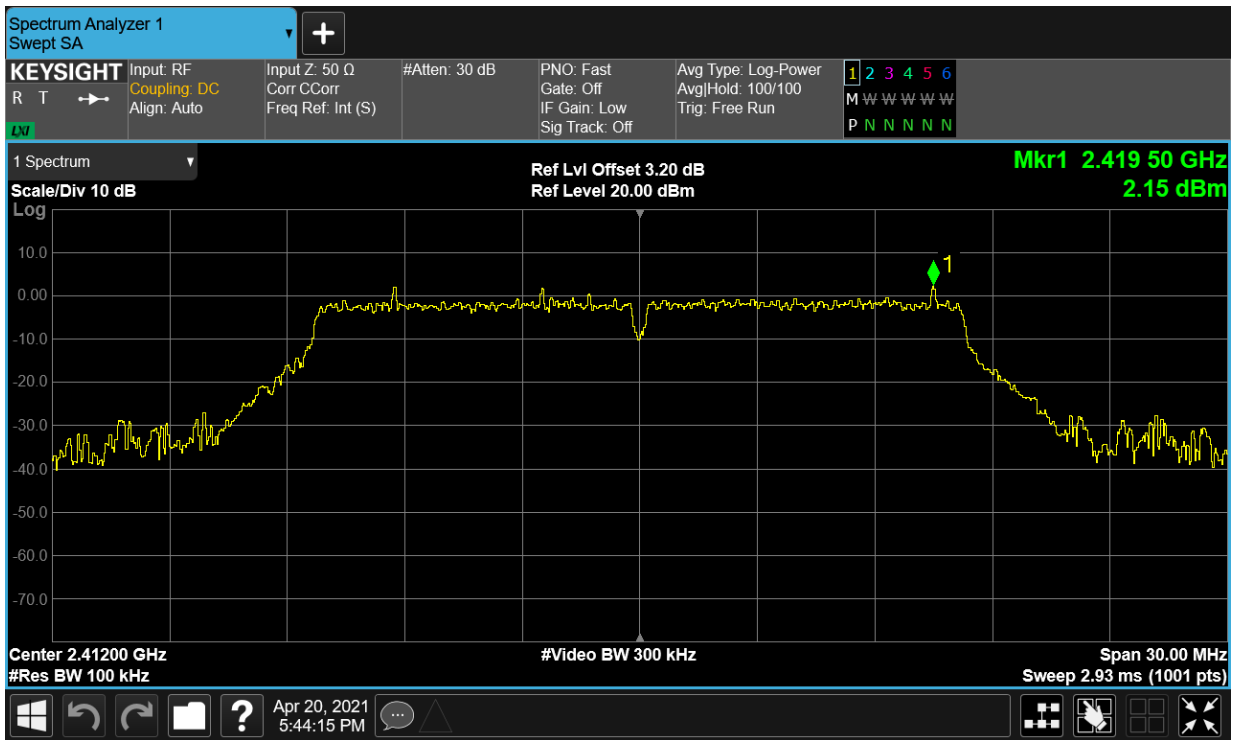 Spectrum Analyzer 1
Swept SA
KEYSIGHT
R T
LXI
Input: RF
Coupling: DC
Align: Auto
Input Z: 50 Ω
Corr CCorr
Freq Ref: Int (S)
#Atten: 30 dB
PNO: Fast
Gate: Off
IF Gain: Low
Sig Track: Off
Avg Type: Log-Power
Avg|Hold: 100/100
Trig: Free Run
1 2 3 4 5 6
M W W W W W
P N N N N N
1 Spectrum
Scale/Div 10 dB
Log
Ref Lvl Offset 3.20 dB
Ref Level 20.00 dBm
Mkr1 2.419 50 GHz
2.15 dBm
10.0
0.00
-10.0
-20.0
-30.0
-40.0
-50.0
-60.0
-70.0
1
Center 2.41200 GHz
#Res BW 100 kHz
#Video BW 300 kHz
Span 30.00 MHz
Sweep 2.93 ms (1001 pts)
?
Apr 20, 2021
5:44:15 PM